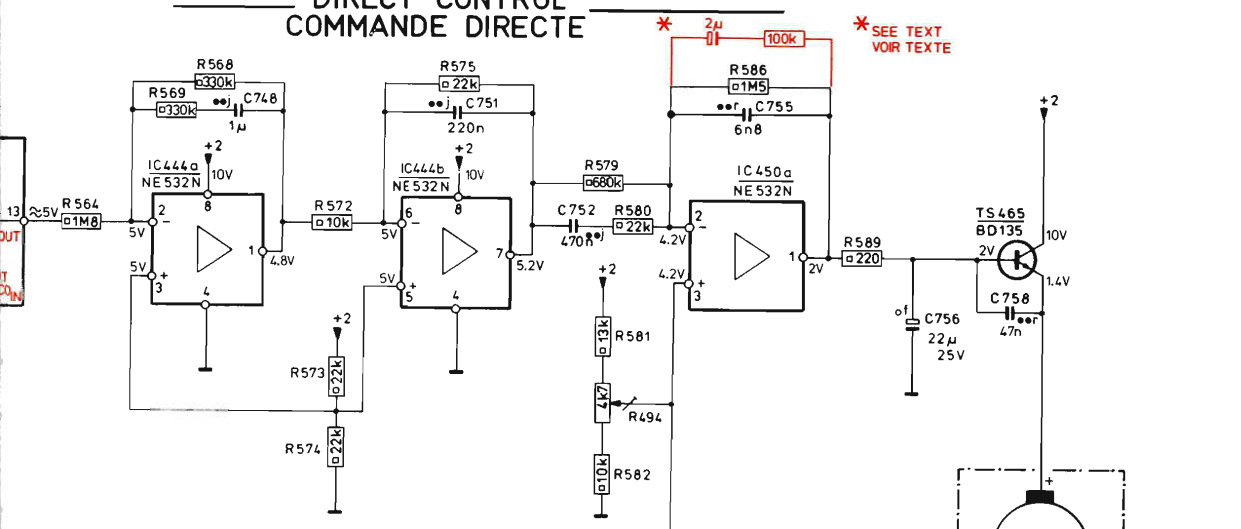 DIRECT CONTROL
COMMANDE DIRECTE
*
2µ
100k
* SEE TEXT
VOIR TEXTE
R568
330k
R569
330k
C748
1µ
+2
10V
IC444a
NE532N
8
13
≈5V
R564
1M8
2
−
5V
5V
+
3
1
4.8V
4
OUT
IN
R572
10k
R575
22k
C751
220n
+2
10V
IC444b
NE532N
8
6
−
5V
5V
+
5
7
5.2V
4
+2
R573
22k
R574
22k
R579
680k
C752
470n
R580
22k
R586
1M5
C755
6n8
IC450a
NE532N
2
−
4.2V
4.2V
+
3
1
2V
+2
R581
13k
4k7
R494
R582
10k
R589
220
C756
22µ
25V
+2
TS465
BD135
10V
2V
1.4V
C758
47n
+